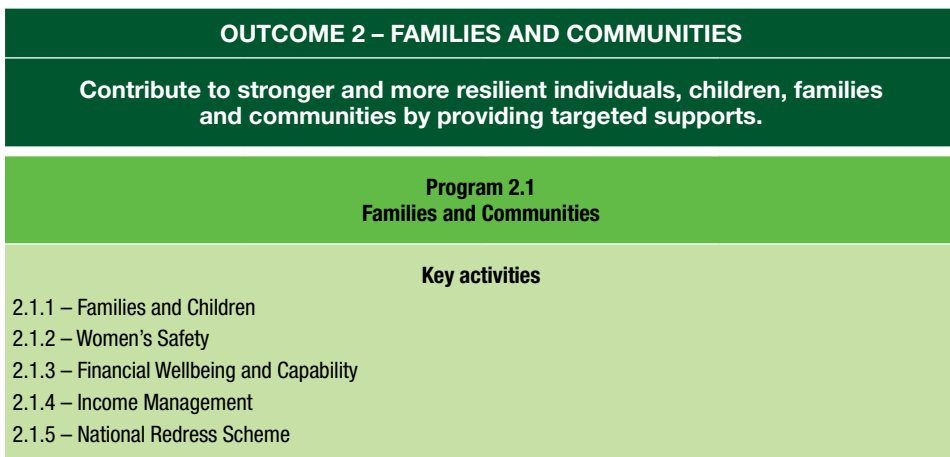 OUTCOME 2 – FAMILIES AND COMMUNITIES
Contribute to stronger and more resilient individuals, children, families
and communities by providing targeted supports.
Program 2.1
Families and Communities
Key activities
2.1.1 – Families and Children
2.1.2 – Women’s Safety
2.1.3 – Financial Wellbeing and Capability
2.1.4 – Income Management
2.1.5 – National Redress Scheme